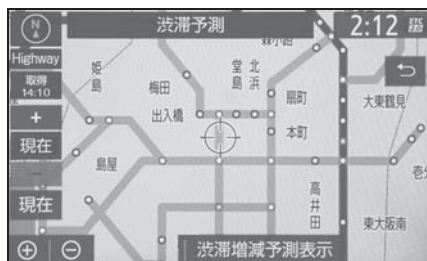 渋滞予測
2:12
N
Highway
取得
14:10
+
現在
-
現在
姫島
梅田
出入橋
島屋
堂島
北浜
扇町
本町
高井田
大東鶴見
東大阪南
渋滞増減予測表示